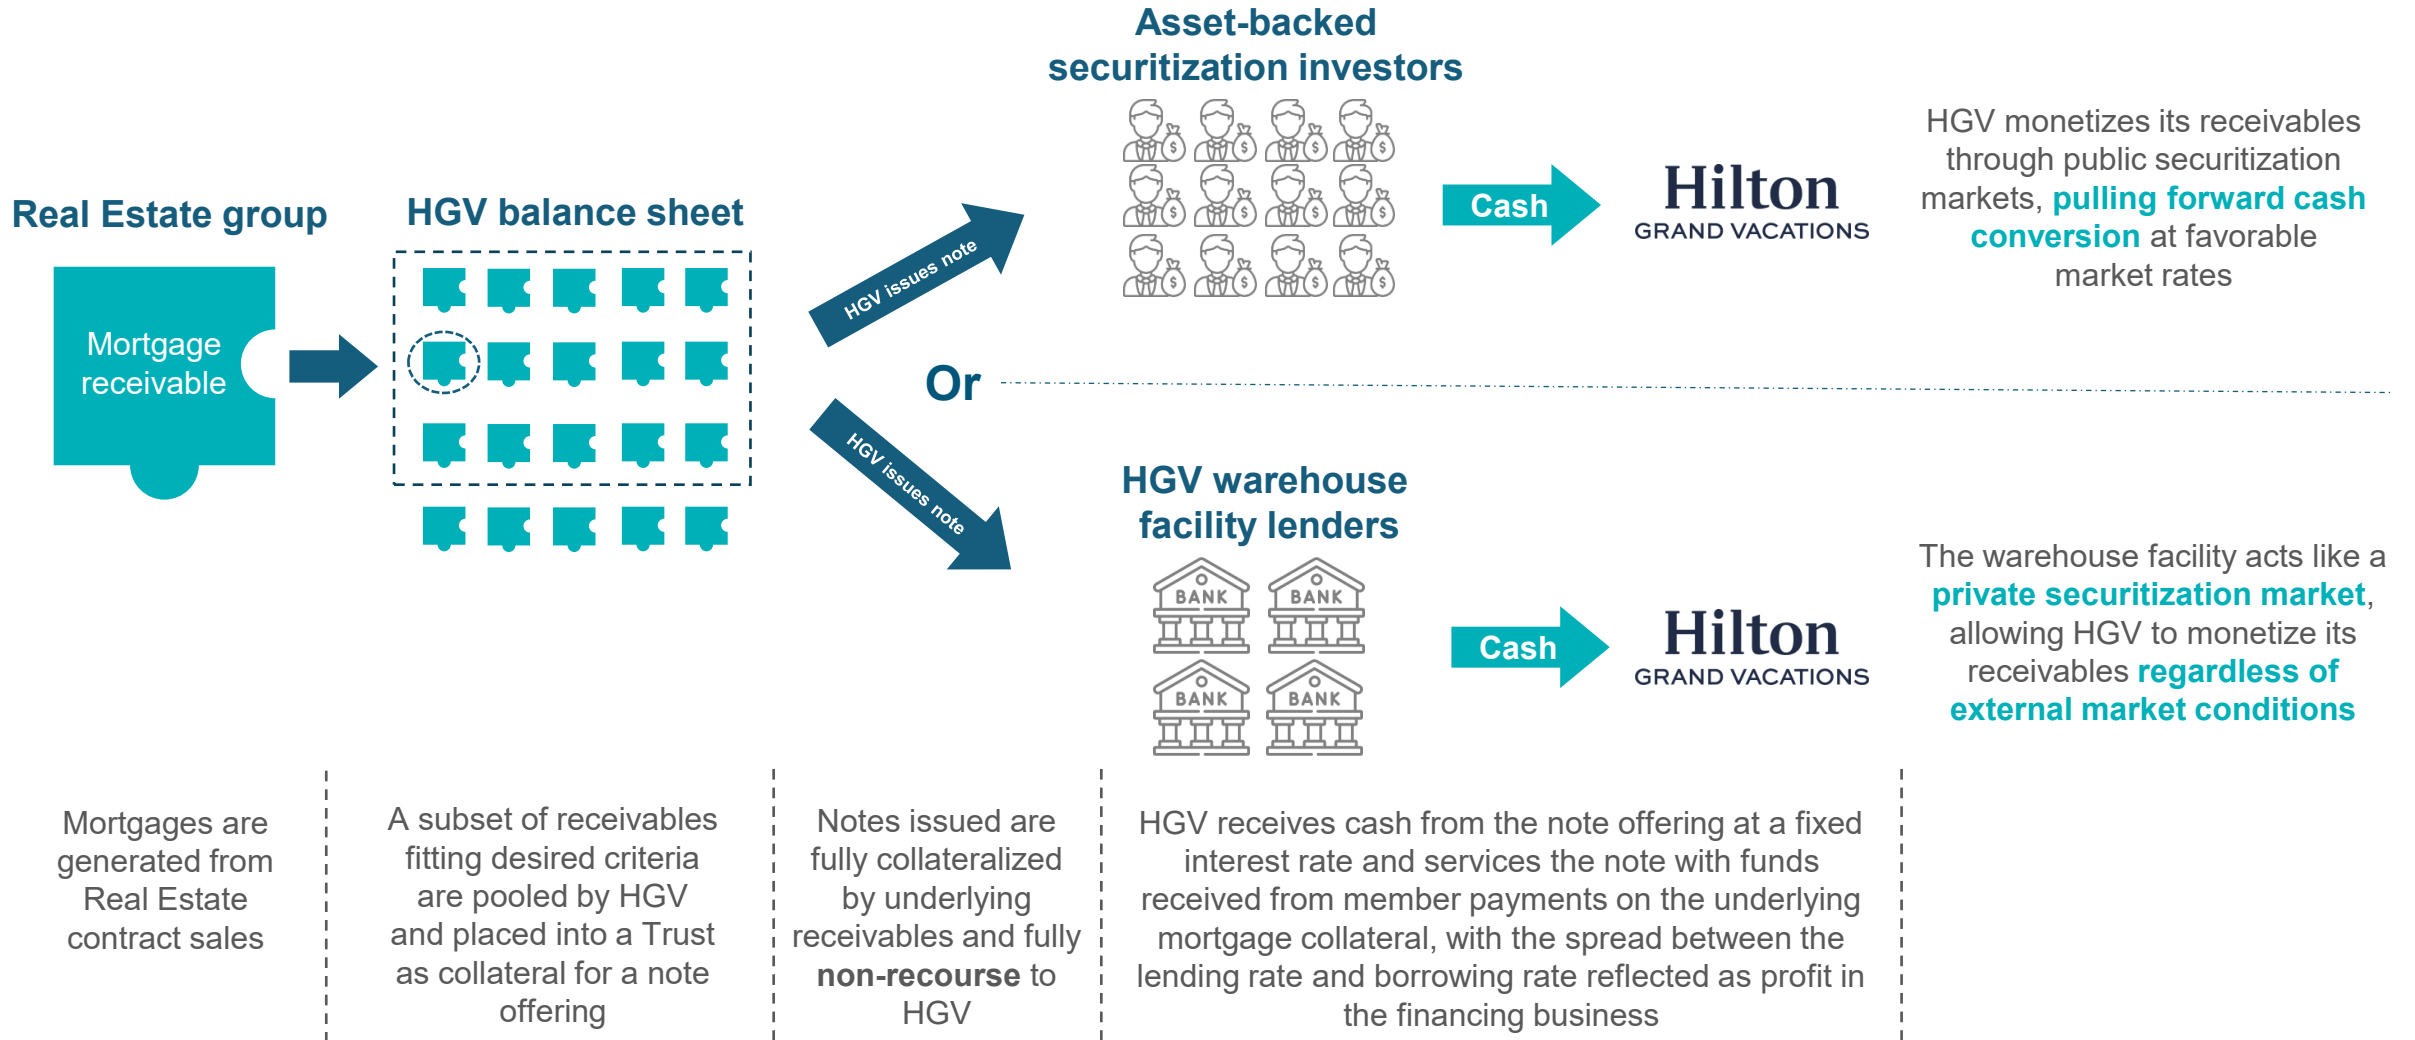 Asset-backed
securitization investors
Real Estate group
HGV balance sheet
Mortgage
receivable
HGV issues note
Cash
Hilton
GRAND VACATIONS
HGV monetizes its receivables
through public securitization
markets, pulling forward cash
conversion at favorable
market rates
Or
HGV issues note
HGV warehouse
facility lenders
BANK
BANK
BANK
BANK
Cash
Hilton
GRAND VACATIONS
The warehouse facility acts like a
private securitization market,
allowing HGV to monetize its
receivables regardless of
external market conditions
Mortgages are
generated from
Real Estate
contract sales
A subset of receivables
fitting desired criteria
are pooled by HGV
and placed into a Trust
as collateral for a note
offering
Notes issued are
fully collateralized
by underlying
receivables and fully
non-recourse to
HGV
HGV receives cash from the note offering at a fixed
interest rate and services the note with funds
received from member payments on the underlying
mortgage collateral, with the spread between the
lending rate and borrowing rate reflected as profit in
the financing business